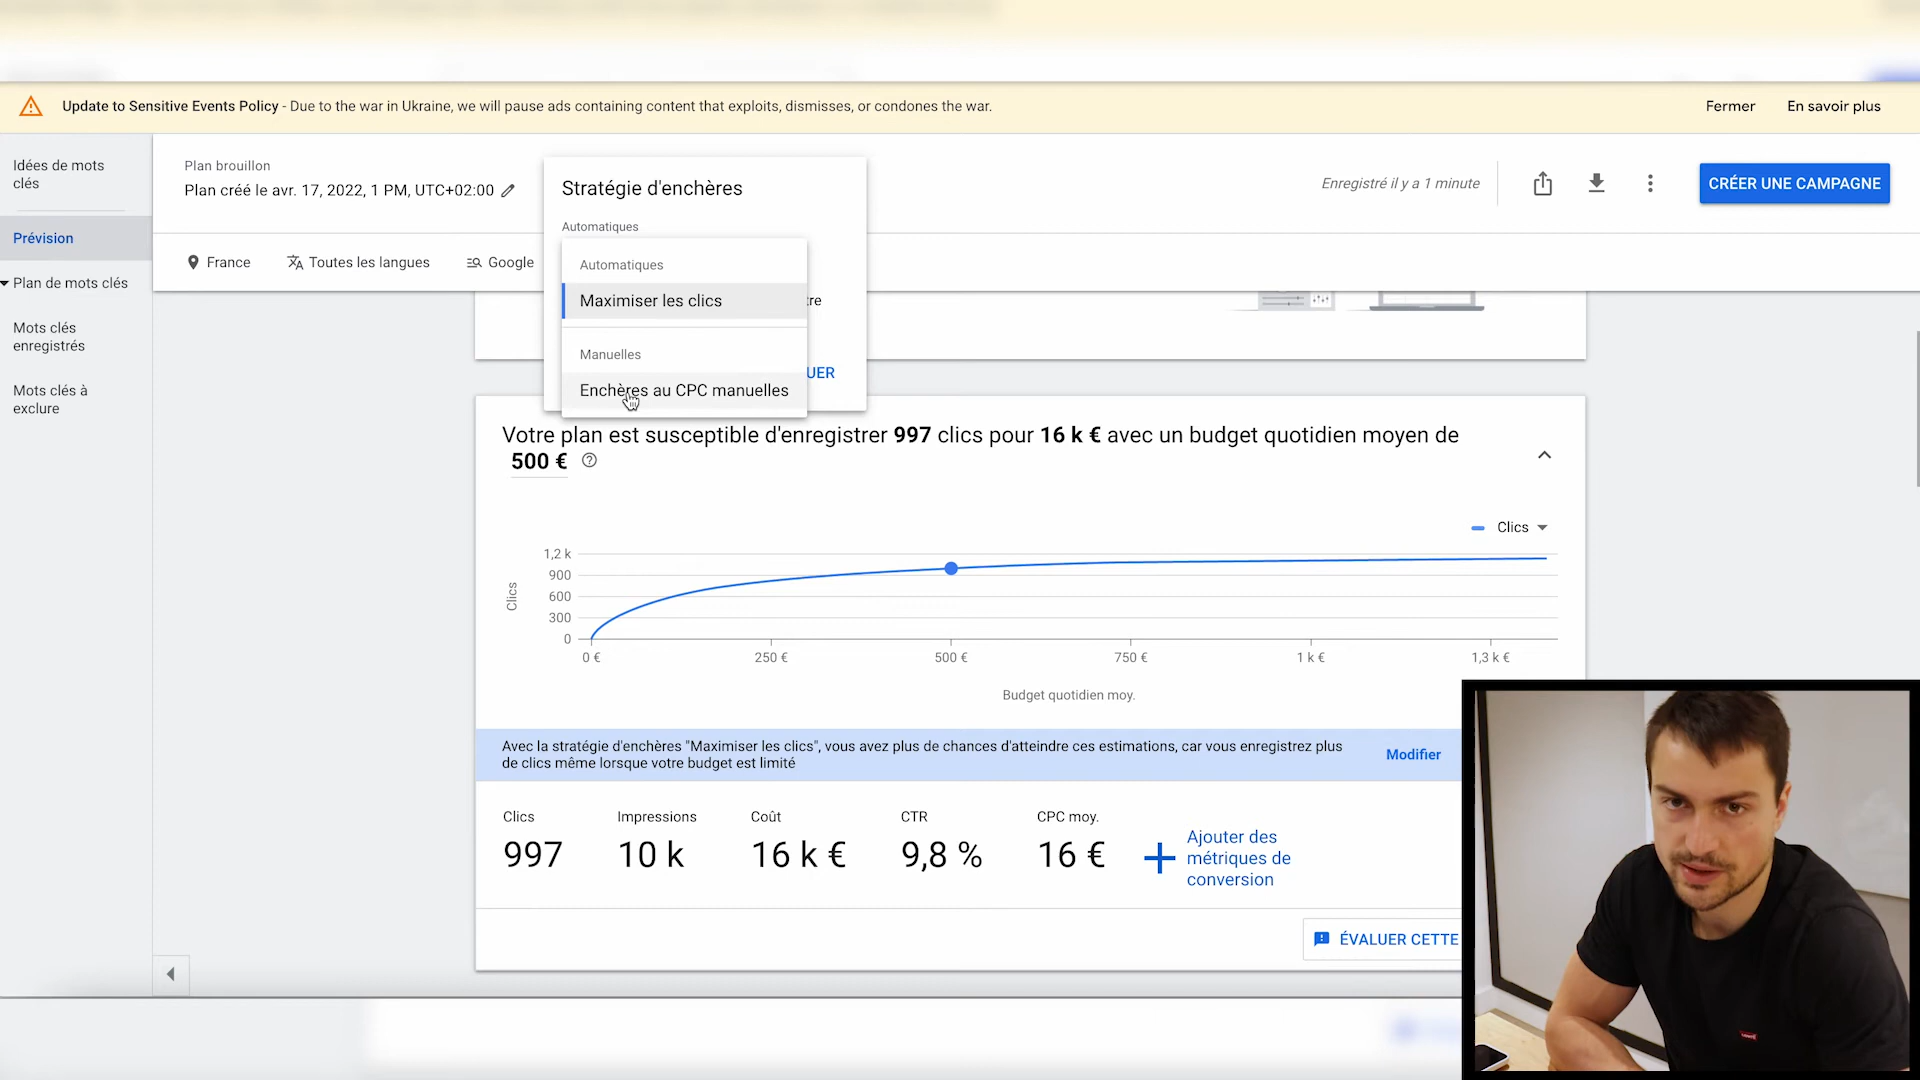 Update to Sensitive Events Policy - Due to the war in Ukraine, we will pause ads containing content that exploits, dismisses, or condones the war.
Fermer
En savoir plus
Idées de mots
clés
Prévision
Plan de mots clés
Mots clés
enregistrés
Mots clés à
exclure
Plan brouillon
Plan créé le avr. 17, 2022, 1 PM, UTC+02:00
Enregistré il y a 1 minute
CRÉER UNE CAMPAGNE
France
Toutes les langues
Google
Stratégie d'enchères
Automatiques
Automatiques
Maximiser les clics
tre
Manuelles
UER
Enchères au CPC manuelles
Votre plan est susceptible d'enregistrer 997 clics pour 16 k € avec un budget quotidien moyen de
500 €
Clics
Clics
1,2 k
900
600
300
0
0 €
250 €
500 €
750 €
1 k €
1,3 k €
Budget quotidien moy.
Avec la stratégie d'enchères "Maximiser les clics", vous avez plus de chances d'atteindre ces estimations, car vous enregistrez plus
de clics même lorsque votre budget est limité
Modifier
Clics
Impressions
Coût
CTR
CPC moy.
997
10 k
16 k €
9,8 %
16 €
Ajouter des
métriques de
conversion
ÉVALUER CETTE